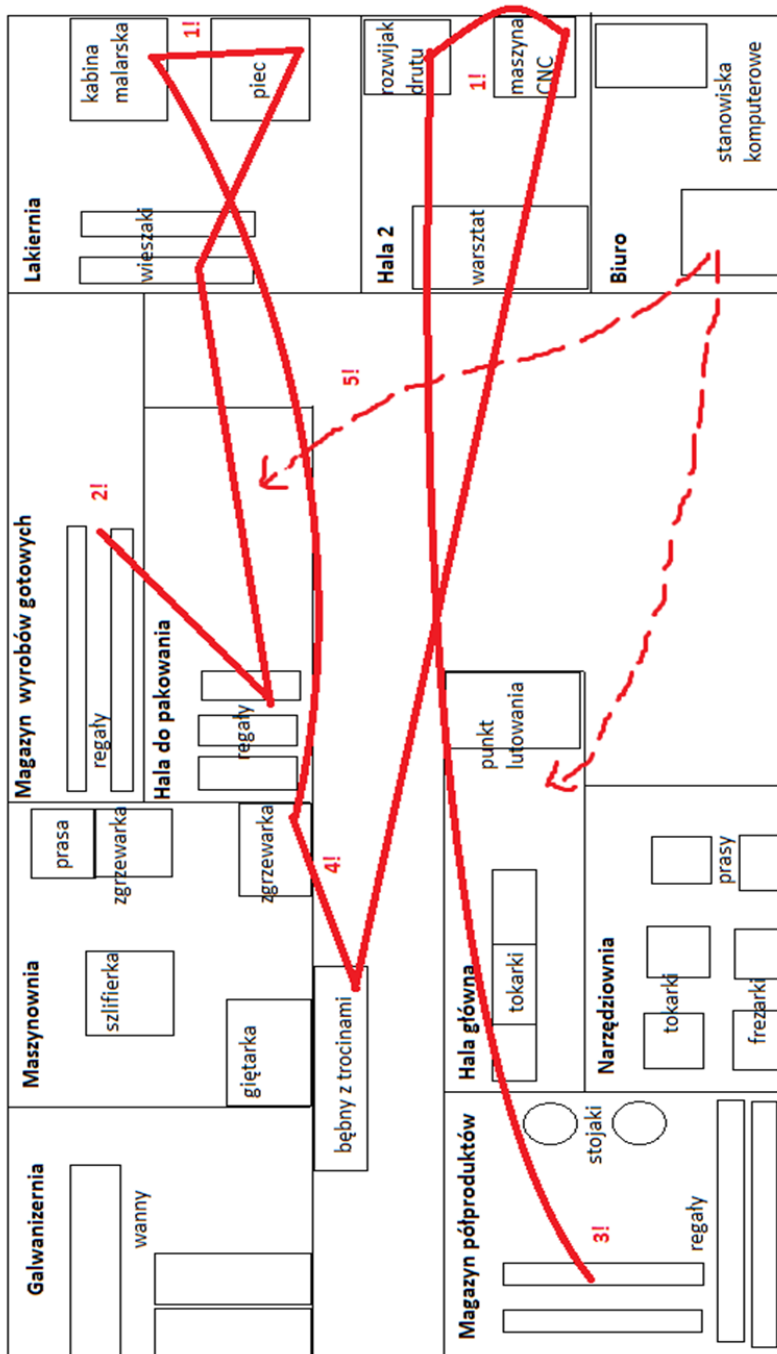 Galwanizernia
wanny
Maszynownia
szlifierka
prasa
zgrzewarka
giętarka
zgrzewarka
Magazyn wyrobów gotowych
regały
2!
Hala do pakowania
regały
Lakiernia
wieszaki
kabina
malarska
1!
piec
bębny z trocinami
4!
5!
Hala 2
warsztat
rozwijak
drutu
1!
maszyna
CNC
Magazyn półproduktów
stojaki
3!
regały
Hala główna
tokarki
punkt
lutowania
Narzędziownia
tokarki
prasy
frezarki
Biuro
stanowiska
komputerowe